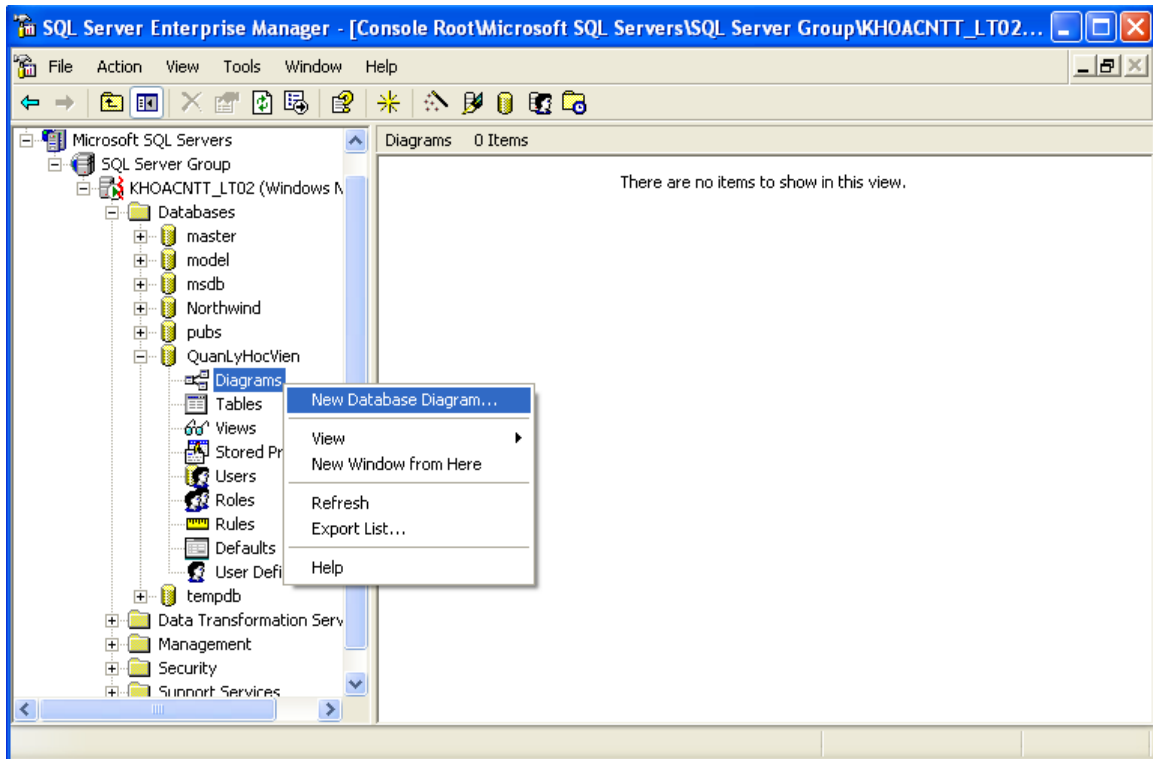 SQL Server Enterprise Manager - [Console Root\Microsoft SQL Servers\SQL Server Group\KHOACNTT_LT02...
File Action View Tools Window Help
Microsoft SQL Servers
SQL Server Group
KHOACNTT_LT02 (Windows N
Databases
master
model
msdb
Northwind
pubs
QuanLyHocVien
Diagrams
Tables
Views
Stored Pr
Users
Roles
Rules
Defaults
User Defi
tempdb
Data Transformation Serv
Management
Security
Support Services
Diagrams 0 Items
There are no items to show in this view.
New Database Diagram...
View
New Window from Here
Refresh
Export List...
Help